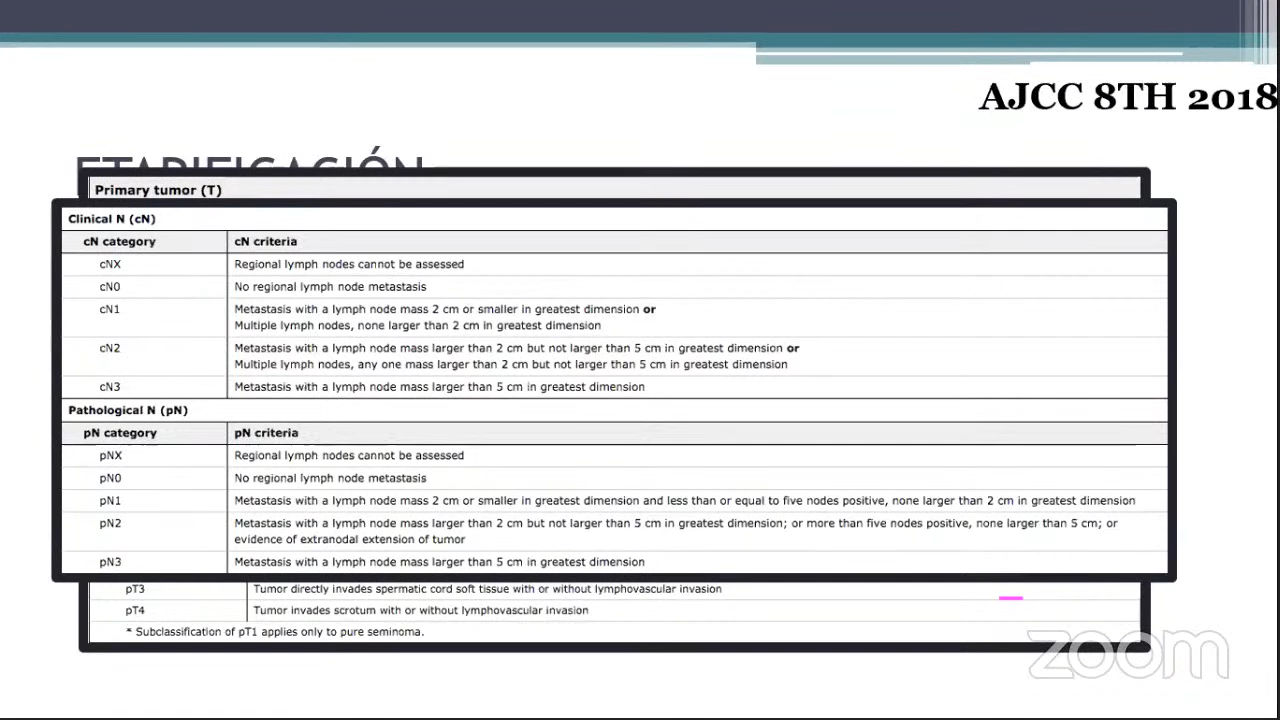 AJCC 8TH 2018
ETAPIFICACIÓN
Primary tumor (T)
Clinical N (cN)
cN category cN criteria
cNX Regional lymph nodes cannot be assessed
cN0 No regional lymph node metastasis
cN1 Metastasis with a lymph node mass 2 cm or smaller in greatest dimension or
Multiple lymph nodes, none larger than 2 cm in greatest dimension
cN2 Metastasis with a lymph node mass larger than 2 cm but not larger than 5 cm in greatest dimension or
Multiple lymph nodes, any one mass larger than 2 cm but not larger than 5 cm in greatest dimension
cN3 Metastasis with a lymph node mass larger than 5 cm in greatest dimension
Pathological N (pN)
pN category pN criteria
pNX Regional lymph nodes cannot be assessed
pN0 No regional lymph node metastasis
pN1 Metastasis with a lymph node mass 2 cm or smaller in greatest dimension and less than or equal to five nodes positive, none larger than 2 cm in greatest dimension
pN2 Metastasis with a lymph node mass larger than 2 cm but not larger than 5 cm in greatest dimension; or more than five nodes positive, none larger than 5 cm; or
evidence of extranodal extension of tumor
pN3 Metastasis with a lymph node mass larger than 5 cm in greatest dimension
pT3 Tumor directly invades spermatic cord soft tissue with or without lymphovascular invasion
pT4 Tumor invades scrotum with or without lymphovascular invasion
* Subclassification of pT1 applies only to pure seminoma.
zoom